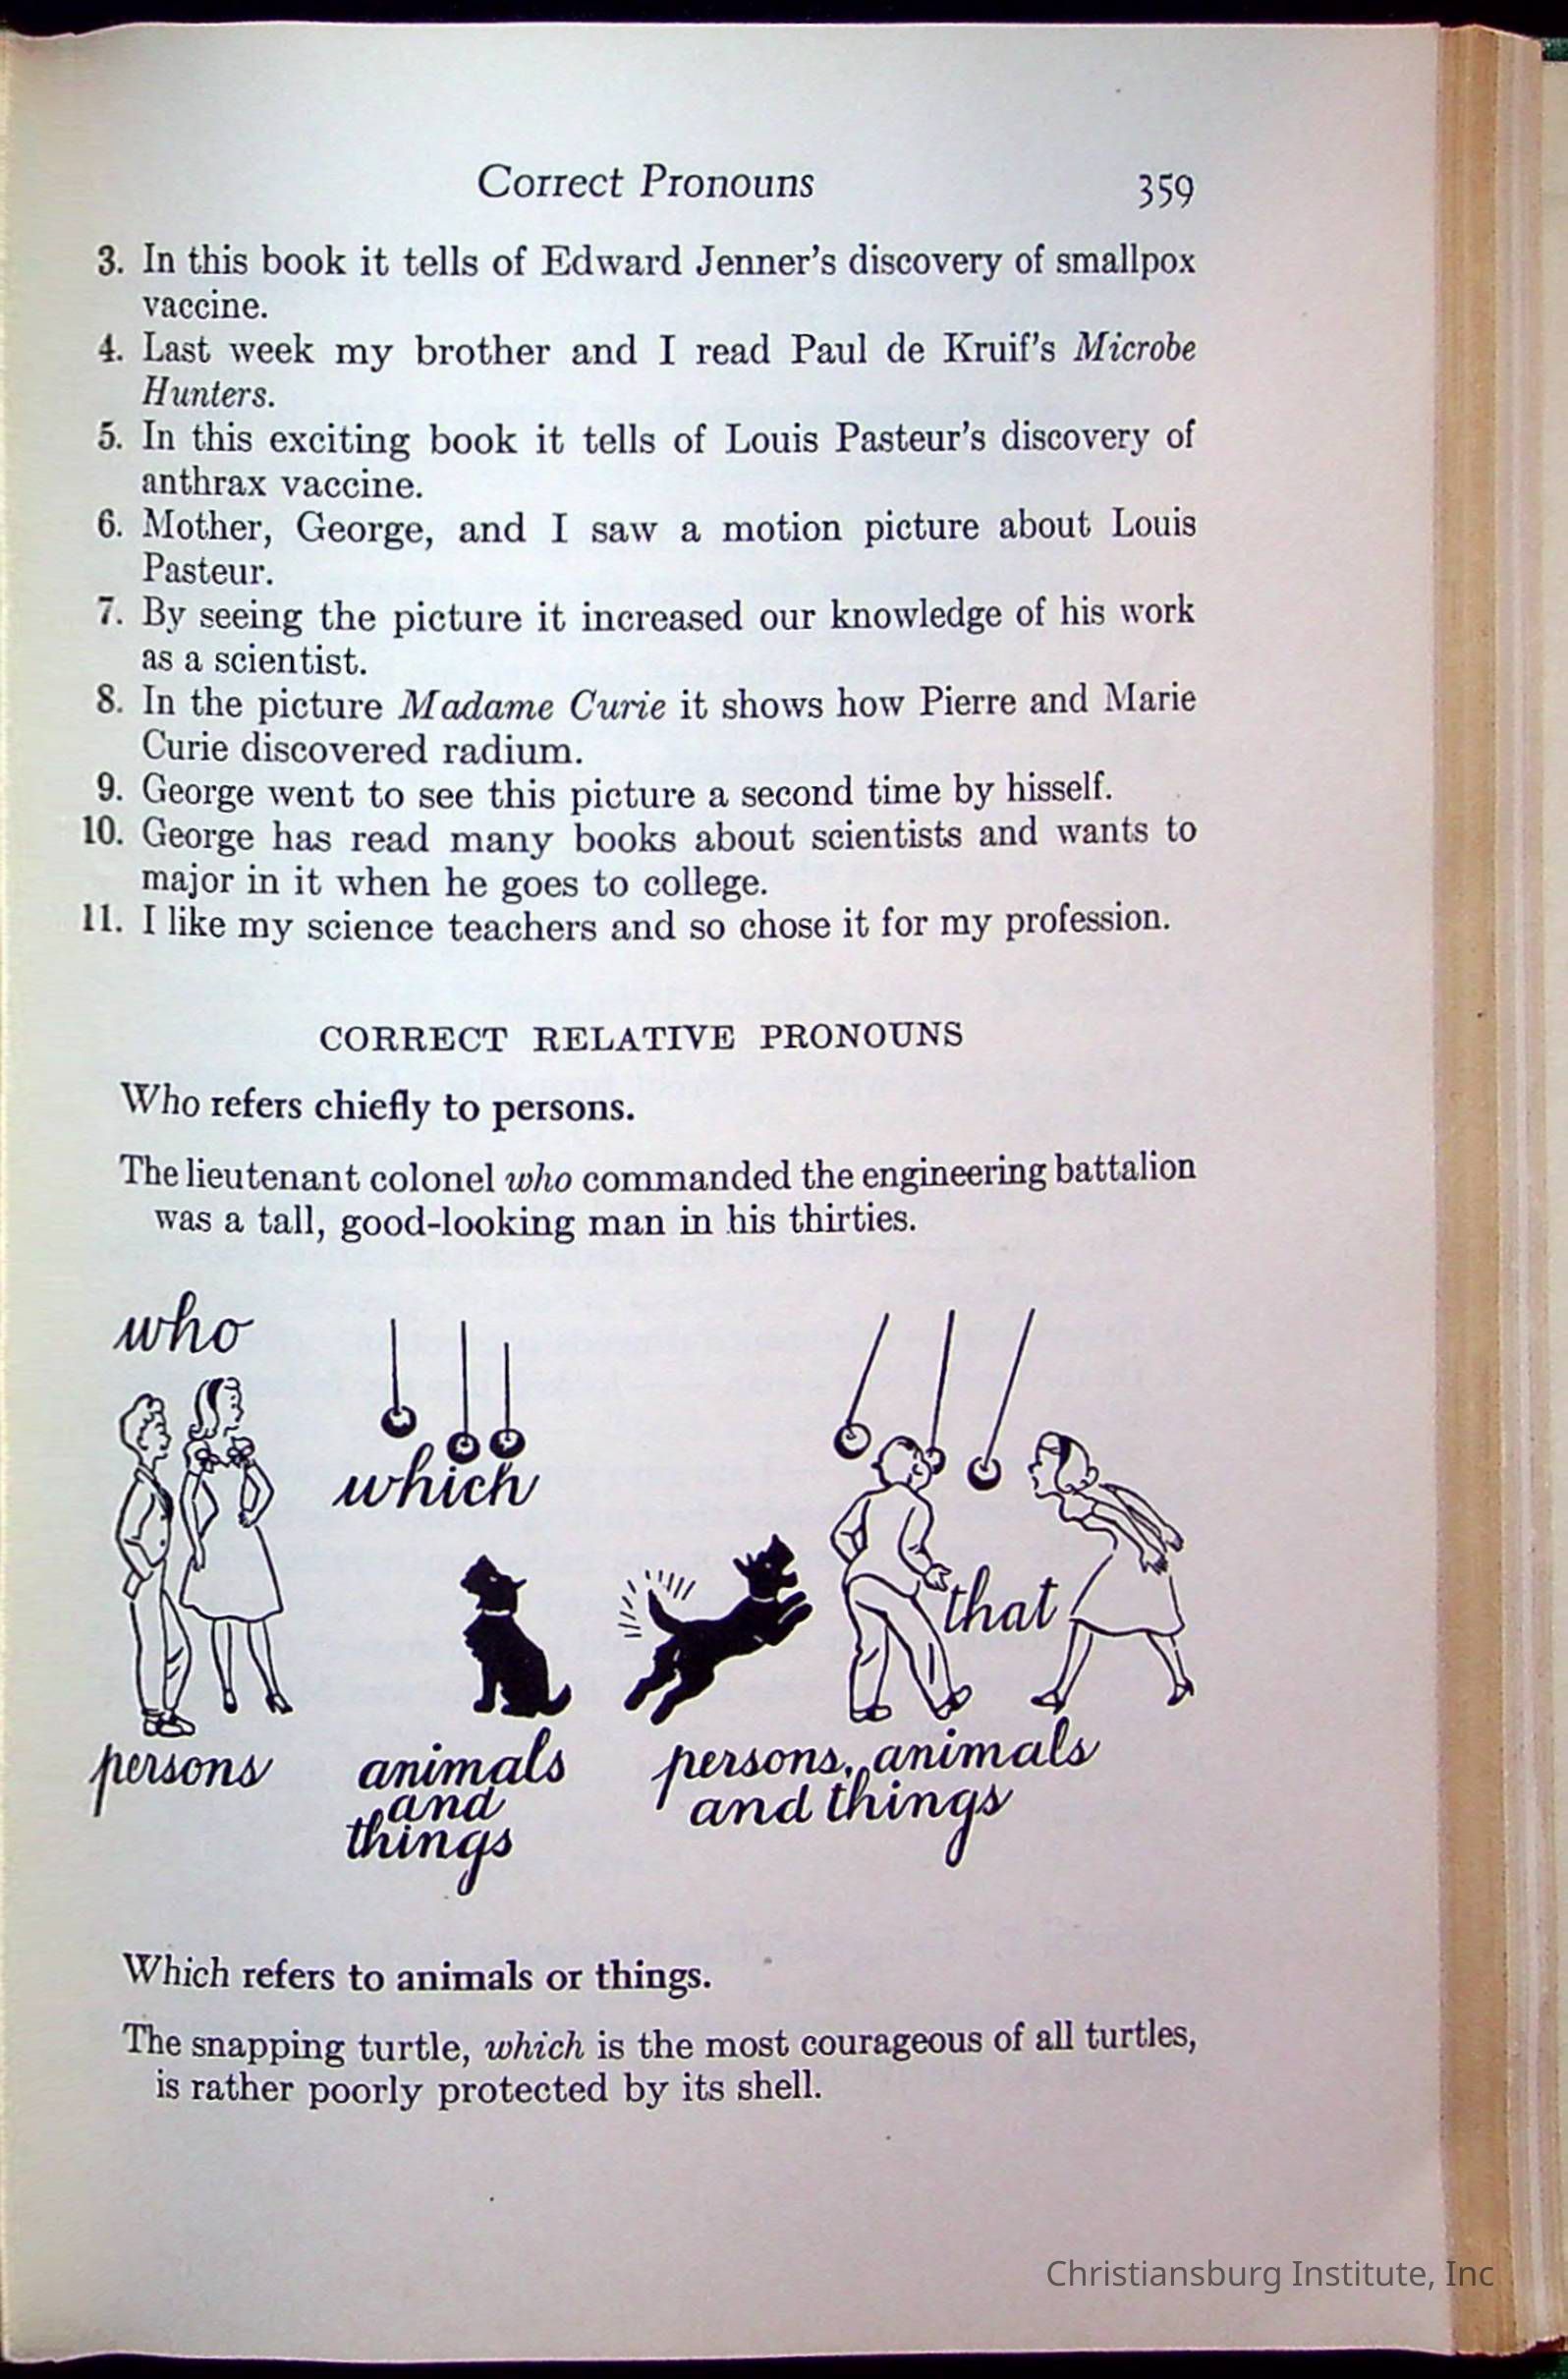 Correct Pronouns 359
3. In this book it tells of Edward Jenner's discovery of smallpox
vaccine.
4. Last week my brother and I read Paul de Kruif's Microbe
Hunters.
5. In this exciting book it tells of Louis Pasteur's discovery of
anthrax vaccine.
6. Mother, George, and I saw a motion picture about Louis
Pasteur.
7. By seeing the picture it increased our knowledge of his work
as a scientist.
8. In the picture Madame Curie it shows how Pierre and Marie
Curie discovered radium.
9. George went to see this picture a second time by hisself.
10. George has read many books about scientists and wants to
major in it when he goes to college.
11. I like my science teachers and so chose it for my profession.
CORRECT RELATIVE PRONOUNS
Who refers chiefly to persons.
The lieutenant colonel who commanded the engineering battalion
was a tall, good-looking man in his thirties.
who
which
that
persons
animals
and
things
persons, animals
and things
Which refers to animals or things.
The snapping turtle, which is the most courageous of all turtles,
is rather poorly protected by its shell.
Christiansburg Institute, Inc